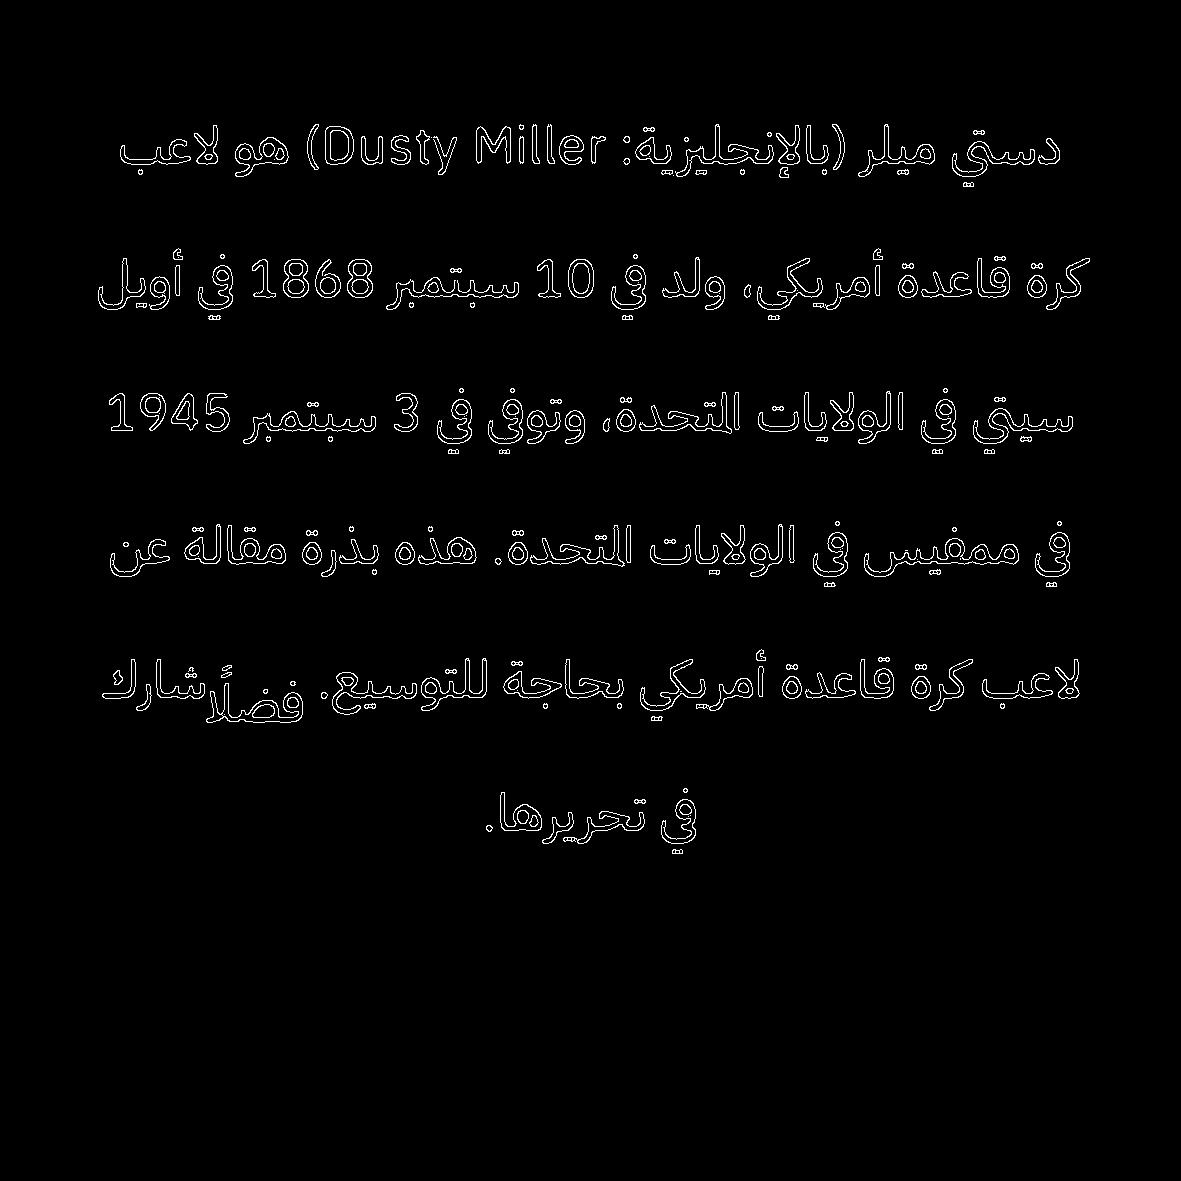 دستي ميلر (بالإنجليزية: Dusty Miller) هو لاعب
كرة قاعدة أمريكي، ولد في 10 سبتمبر 1868 في أويل
سيتي في الولايات المتحدة، وتوفي في 3 سبتمبر 1945
في ممفيس في الولايات المتحدة. هذه بذرة مقالة عن
لاعب كرة قاعدة أمريكي بحاجة للتوسيع. فضلًا شارك
في تحريرها.